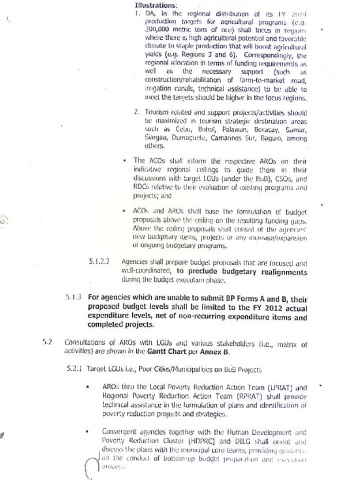 Illustrations:
1. DA, in the regional distribution of its FY 2014
production targets for agricultural programs (e.g.
200,000 metric tons of rice) shall focus in regions
where there is high agricultural potential and favorable
climate to staple production that will boost agricultural
yields (e.g. Regions 3 and 6). Correspondingly, the
regional allocation in terms of funding requirements as
well as the necessary support (such as
construction/rehabilitation of farm-to-market road,
irrigation canals, technical assistance) to be able to
meet the targets should be higher in the focus regions.
2. Tourism related and support projects/activities should
be maximized in tourism strategic destination areas
such as Cebu, Bohol, Palawan, Boracay, Samar,
Siargao, Dumaguete, Camarines Sur, Baguio, among
others.
• The ACOs shall inform the respective AROs on their
indicative regional ceilings to guide them in their
discussions with target LGUs (under the BuB), CSOs, and
RDCs relative to their evaluation of existing programs and
projects; and
• ACOs and AROs shall base the formulation of budget
proposals above the ceiling on the resulting funding gaps.
Above the ceiling proposals shall consist of the agencies'
new budgetary items, projects or any increase/expansion
of ongoing budgetary programs.
5.1.2.2 Agencies shall prepare budget proposals that are focused and
well-coordinated, to preclude budgetary realignments
during the budget execution phase.
5.1.3 For agencies which are unable to submit BP Forms A and B, their
proposed budget levels shall be limited to the FY 2012 actual
expenditure levels, net of non-recurring expenditure items and
completed projects.
5.2 Consultations of AROs with LGUs and various stakeholders (i.e., matrix of
activities) are shown in the Gantt Chart per Annex B.
5.2.1 Target LGUs i.e., Poor Cities/Municipalities on BuB Projects
• AROs thru the Local Poverty Reduction Action Team (LPRAT) and
Regional Poverty Reduction Action Team (RPRAT) shall provide
technical assistance in the formulation of plans and identification of
poverty reduction projects and strategies.
• Convergent agencies together with the Human Development and
Poverty Reduction Cluster (HDPRC) and DILG shall orient and
discuss the plans with the municipal core teams, providing guidance
on the conduct of bottom-up budget preparation and execution
process.